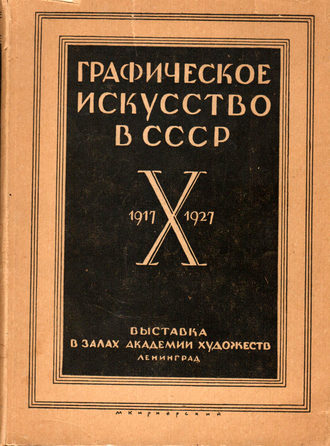 ГРАФИЧЕСКОЕ
ИСКУССТВО
В СССР
1917 X 1927
ВЫСТАВКА
В ЗАЛАХ АКАДЕМИИ ХУДОЖЕСТВ
ЛЕНИНГРАД
М КИРНАРСКИЙ